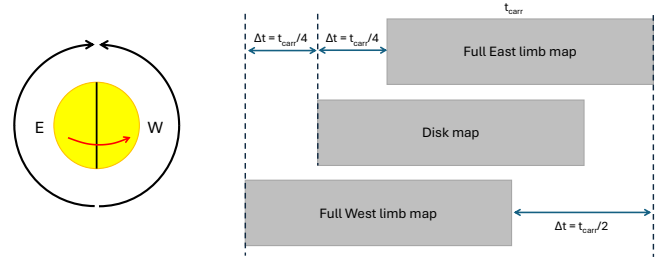 t_carr
Δt = t_carr/4
Δt = t_carr/4
Full East limb map
E
W
Disk map
Full West limb map
Δt = t_carr/2